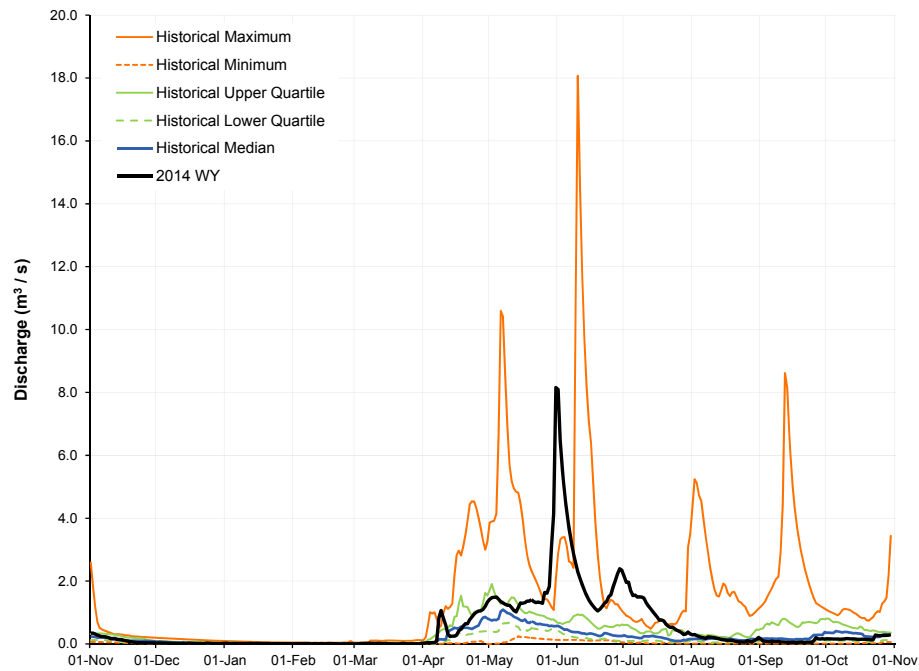 20.0
18.0
16.0
14.0
12.0
10.0
8.0
6.0
4.0
2.0
0.0
Discharge (m³ / s)
Historical Maximum
Historical Minimum
Historical Upper Quartile
Historical Lower Quartile
Historical Median
2014 WY
01-Nov 01-Dec 01-Jan 01-Feb 01-Mar 01-Apr 01-May 01-Jun 01-Jul 01-Aug 01-Sep 01-Oct 01-Nov